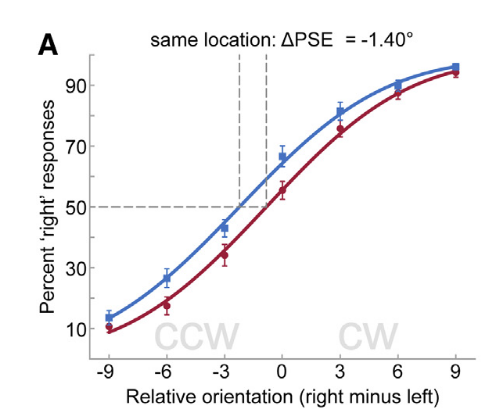 A
same location: ΔPSE = -1.40°
Percent 'right' responses
90
70
50
30
10
CCW
CW
-9 -6 -3 0 3 6 9
Relative orientation (right minus left)